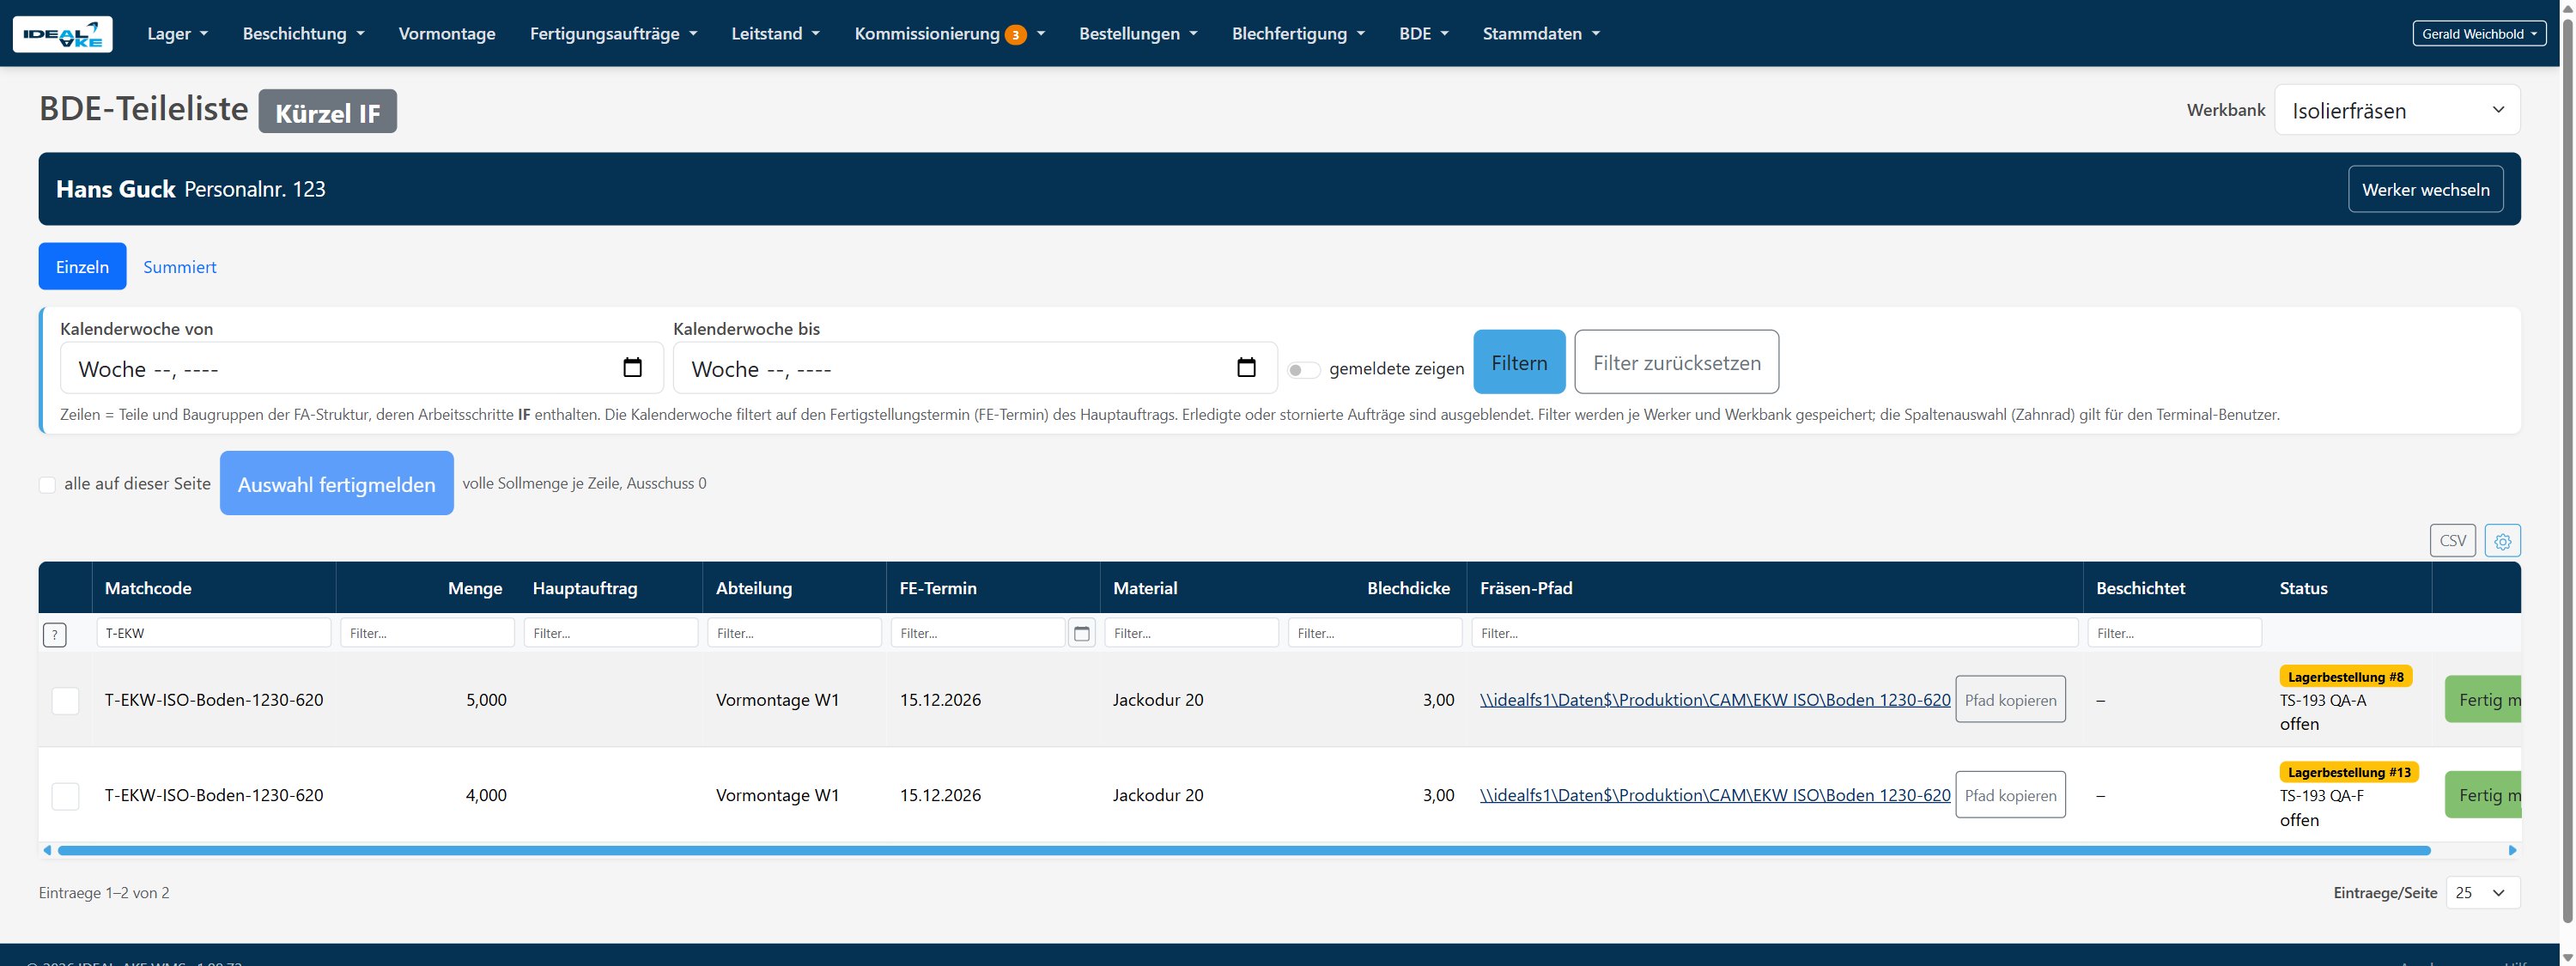 IDEAL AKE
Lager Beschichtung Vormontage Fertigungsaufträge Leitstand Kommissionierung 3 Bestellungen Blechfertigung BDE Stammdaten Gerald Weichbold
BDE-Teileliste Kürzel IF Werkbank Isolierfräsen
Hans Guck Personalnr. 123 Werker wechseln
Einzeln Summiert
Kalenderwoche von Kalenderwoche bis
Woche --, ---- Woche --, ---- gemeldete zeigen Filtern Filter zurücksetzen
Zeilen = Teile und Baugruppen der FA-Struktur, deren Arbeitsschritte IF enthalten. Die Kalenderwoche filtert auf den Fertigstellungstermin (FE-Termin) des Hauptauftrags. Erledigte oder stornierte Aufträge sind ausgeblendet. Filter werden je Werker und Werkbank gespeichert; die Spaltenauswahl (Zahnrad) gilt für den Terminal-Benutzer.
alle auf dieser Seite Auswahl fertigmelden volle Sollmenge je Zeile, Ausschuss 0
CSV
Matchcode Menge Hauptauftrag Abteilung FE-Termin Material Blechdicke Fräsen-Pfad Beschichtet Status
? T-EKW Filter... Filter... Filter... Filter... Filter... Filter... Filter... Filter...
T-EKW-ISO-Boden-1230-620 5,000 Vormontage W1 15.12.2026 Jackodur 20 3,00 \\idealfs1\Daten$\Produktion\CAM\EKW ISO\Boden 1230-620 Pfad kopieren – Lagerbestellung #8
TS-193 QA-A
offen
Fertig m
T-EKW-ISO-Boden-1230-620 4,000 Vormontage W1 15.12.2026 Jackodur 20 3,00 \\idealfs1\Daten$\Produktion\CAM\EKW ISO\Boden 1230-620 Pfad kopieren – Lagerbestellung #13
TS-193 QA-F
offen
Fertig m
Eintraege 1–2 von 2 Eintraege/Seite 25